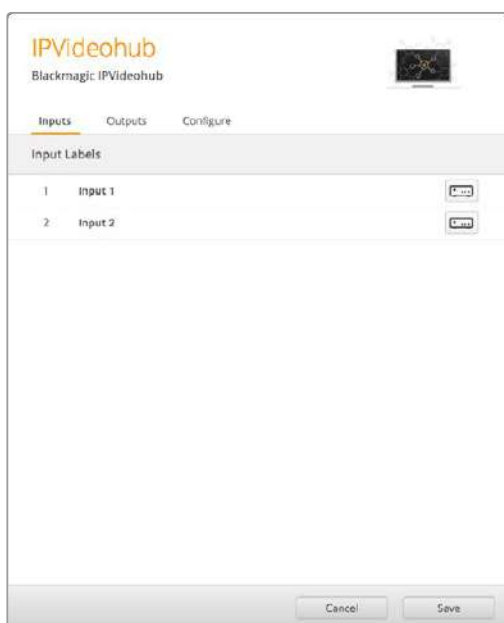 IPVideohub
Blackmagic IPVideohub
Inputs Outputs Configure
Input Labels
1 Input 1
2 Input 2
Cancel Save